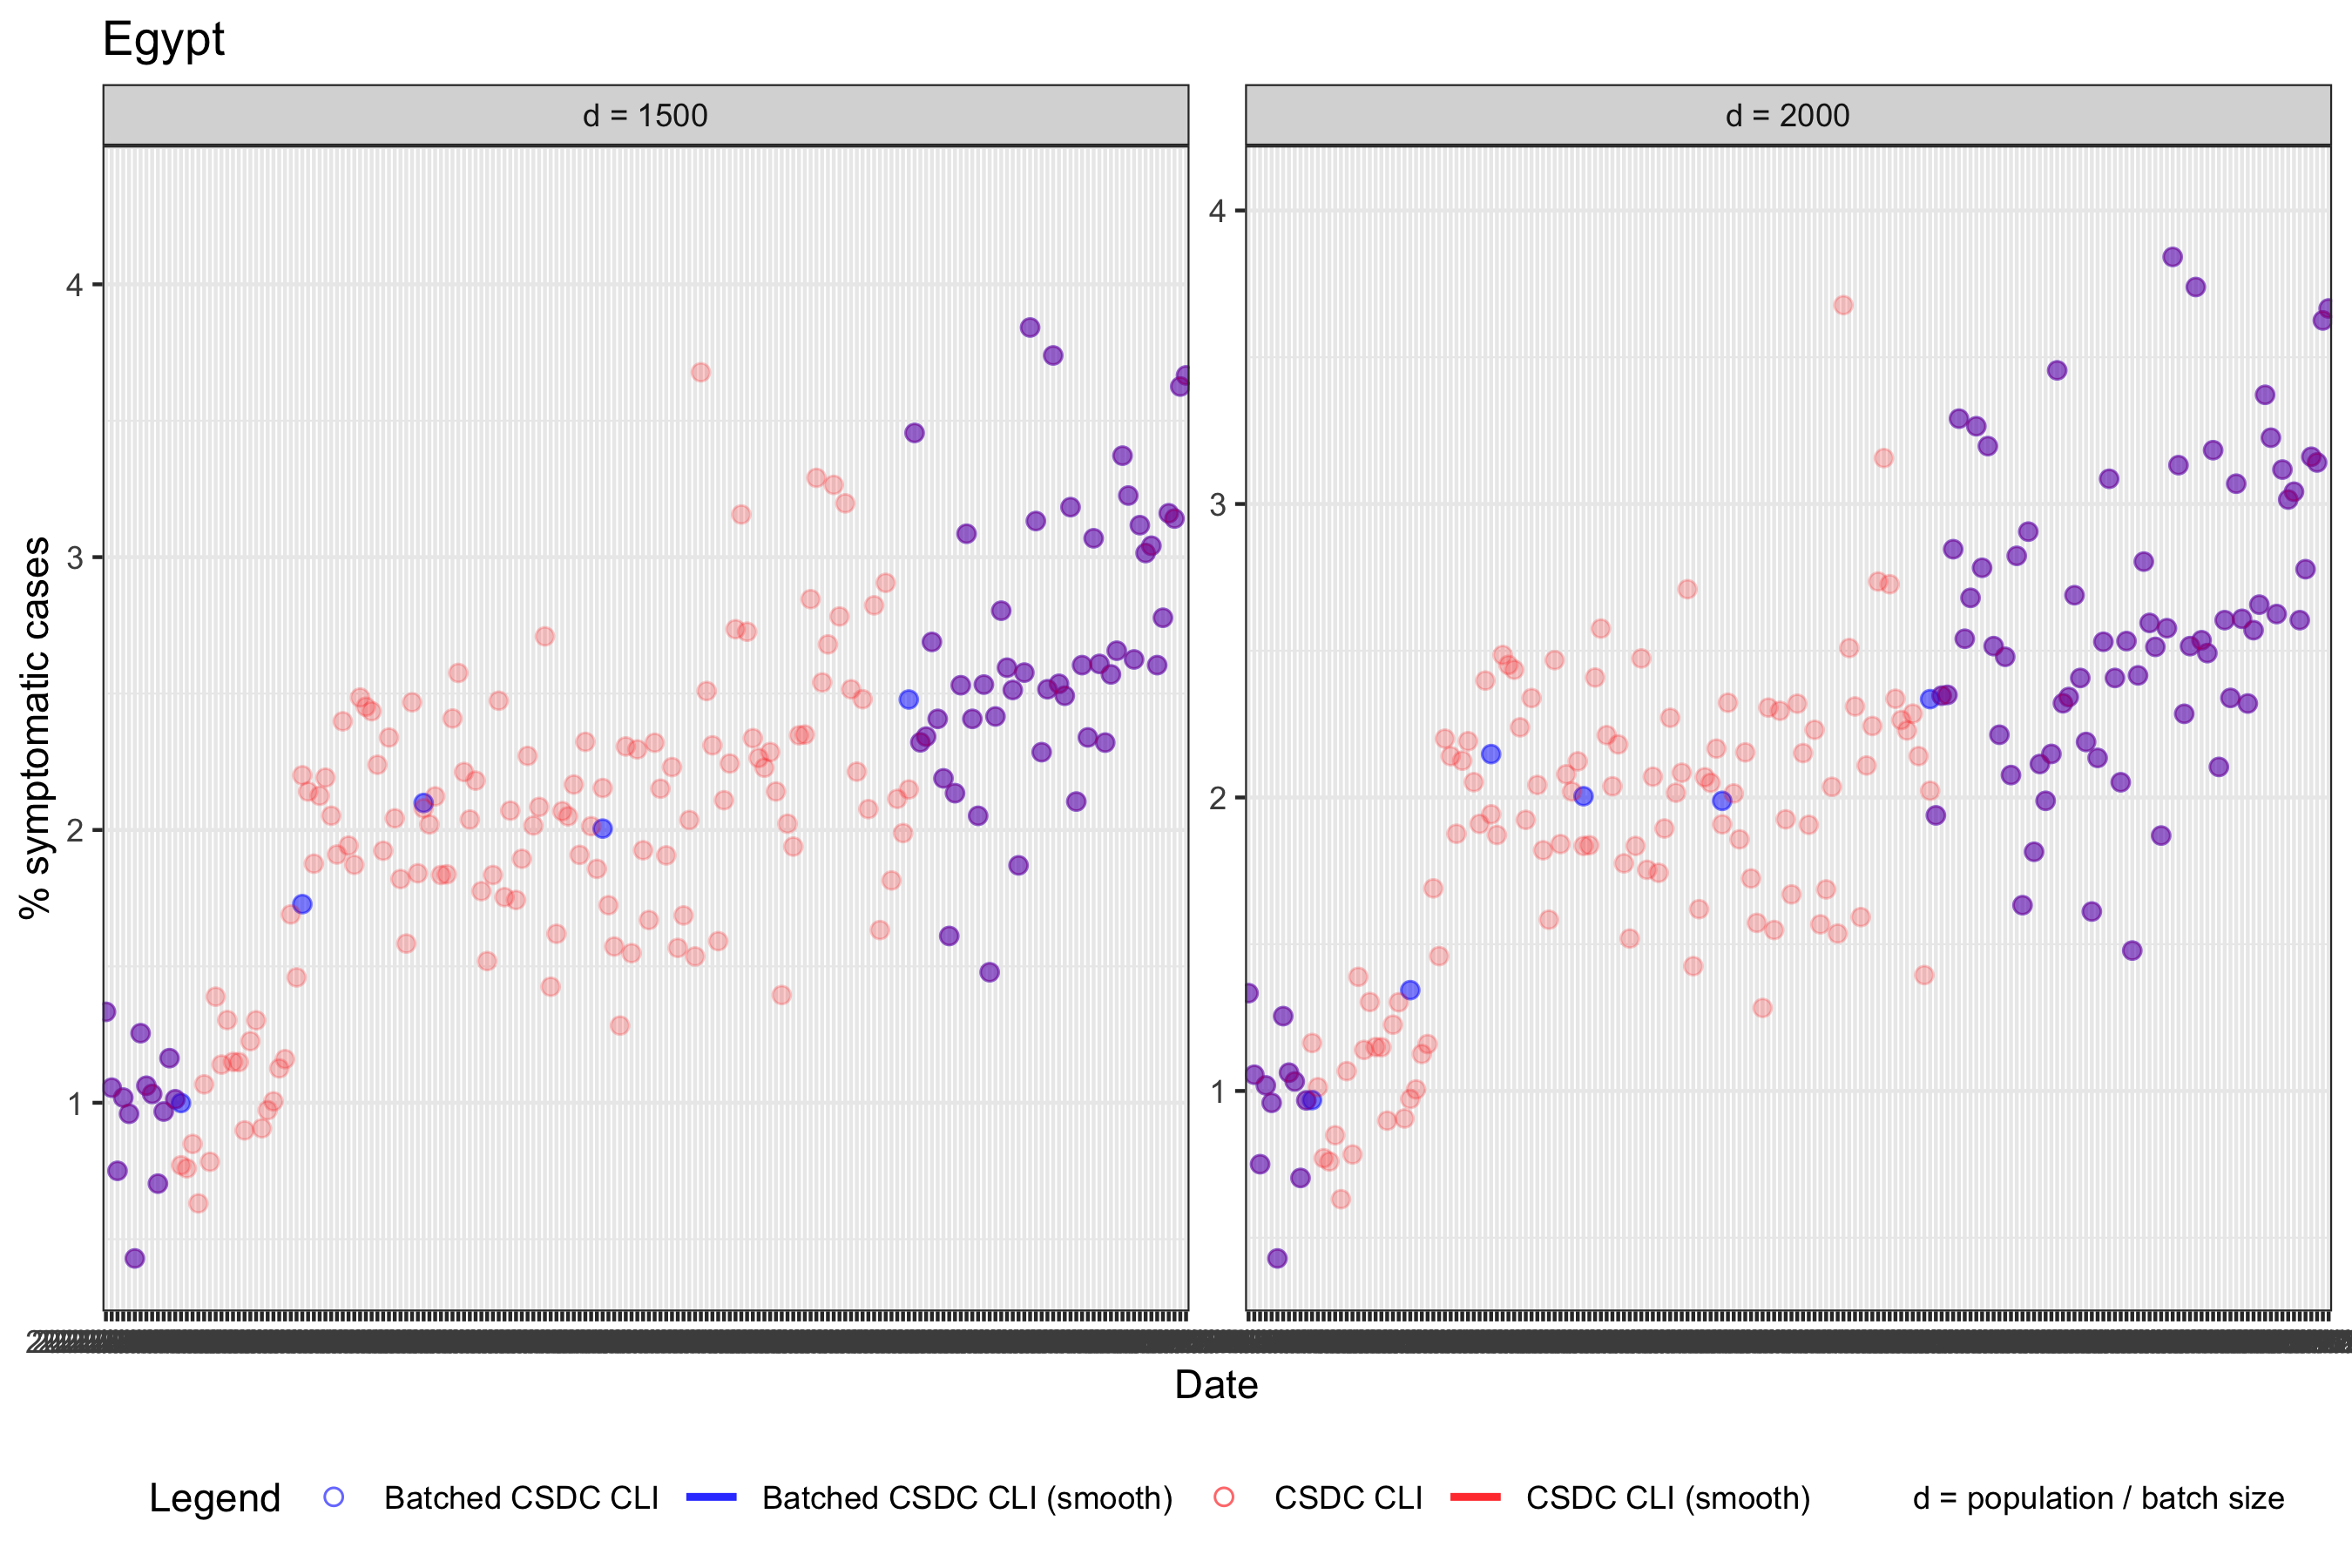 Egypt
d = 1500
d = 2000
4
3
2
1
4
3
2
1
% symptomatic cases
Date
Legend Batched CSDC CLI Batched CSDC CLI (smooth) CSDC CLI CSDC CLI (smooth) d = population / batch size